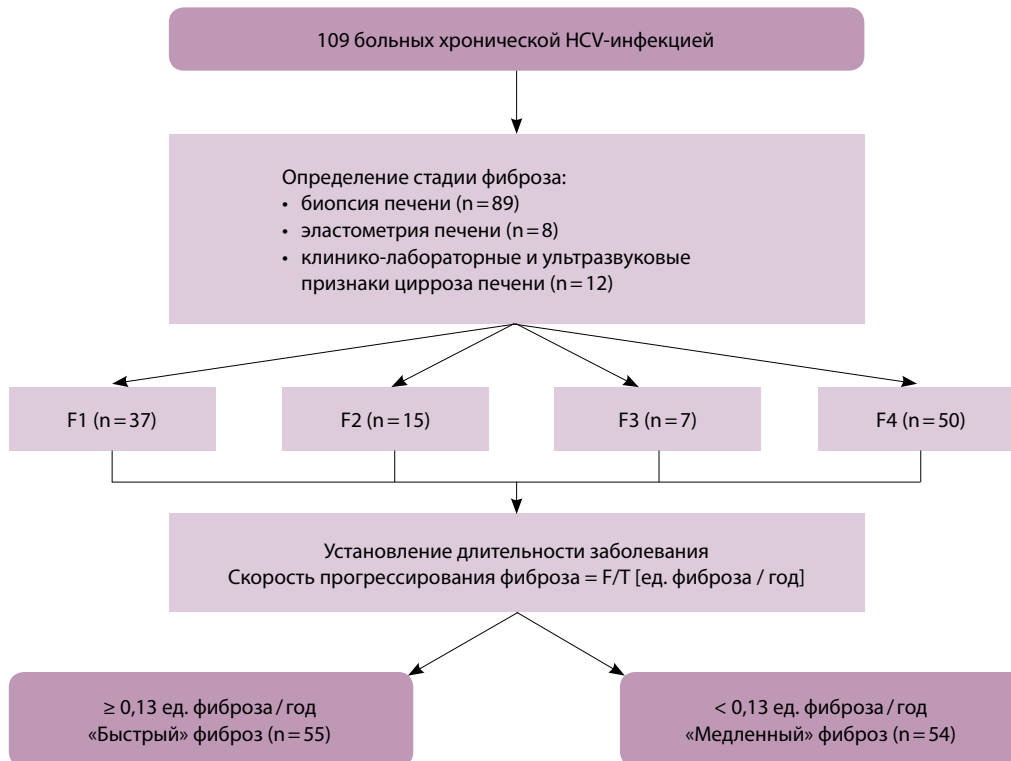 109 больных хронической HCV-инфекцией
Определение стадии фиброза:
• биопсия печени (n = 89)
• эластометрия печени (n = 8)
• клинико-лабораторные и ультразвуковые
признаки цирроза печени (n = 12)
F1 (n = 37)
F2 (n = 15)
F3 (n = 7)
F4 (n = 50)
Установление длительности заболевания
Скорость прогрессирования фиброза = F/T [ед. фиброза / год]
≥ 0,13 ед. фиброза / год
«Быстрый» фиброз (n = 55)
< 0,13 ед. фиброза / год
«Медленный» фиброз (n = 54)